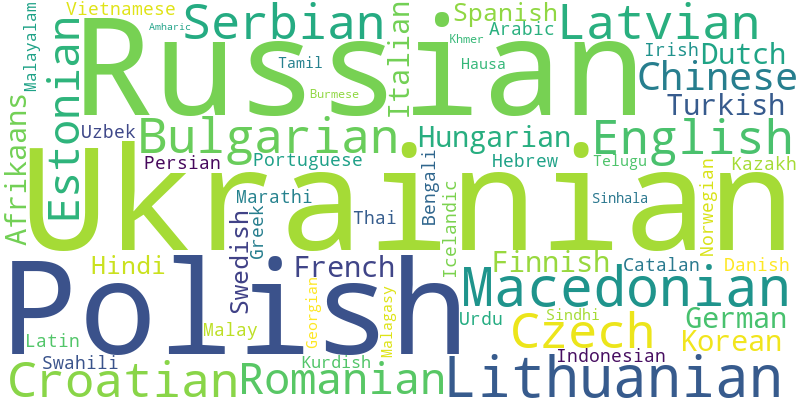 Vietnamese
Serbian
Spanish
Latvian
Malayalam
Amharic
Russian
Italian
Arabic
Khmer
Irish
Dutch
Estonian
Tamil
Hausa
Chinese
Burmese
Turkish
Afrikaans
Uzbek
Bulgarian
Hungarian
English
Persian
Portuguese
Hebrew
Telugu
Kazakh
Ukrainian
Marathi
Greek
Thai
Bengali
Icelandic
Sinhala
Norwegian
Swedish
Hindi
French
Finnish
Catalan
Danish
Polish
Macedonian
Georgian
Malagasy
Malay
Urdu
Sindhi
Czech
German
Latin
Korean
Swahili
Kurdish
Indonesian
Croatian
Romanian
Lithuanian